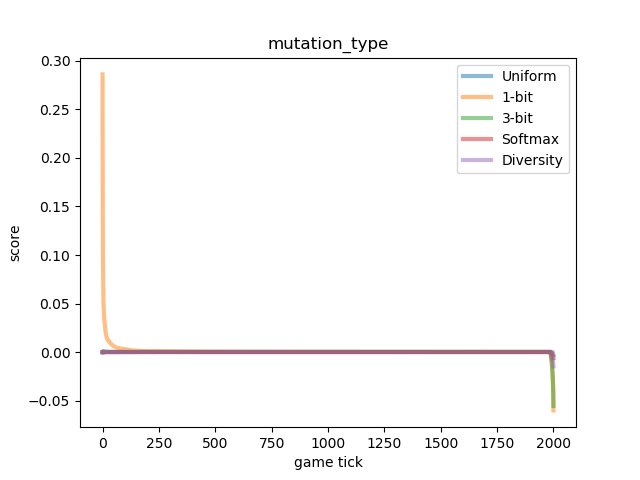 mutation_type
0.30
0.25
0.20
0.15
0.10
0.05
0.00
−0.05
score
Uniform
1-bit
3-bit
Softmax
Diversity
0 250 500 750 1000 1250 1500 1750 2000
game tick